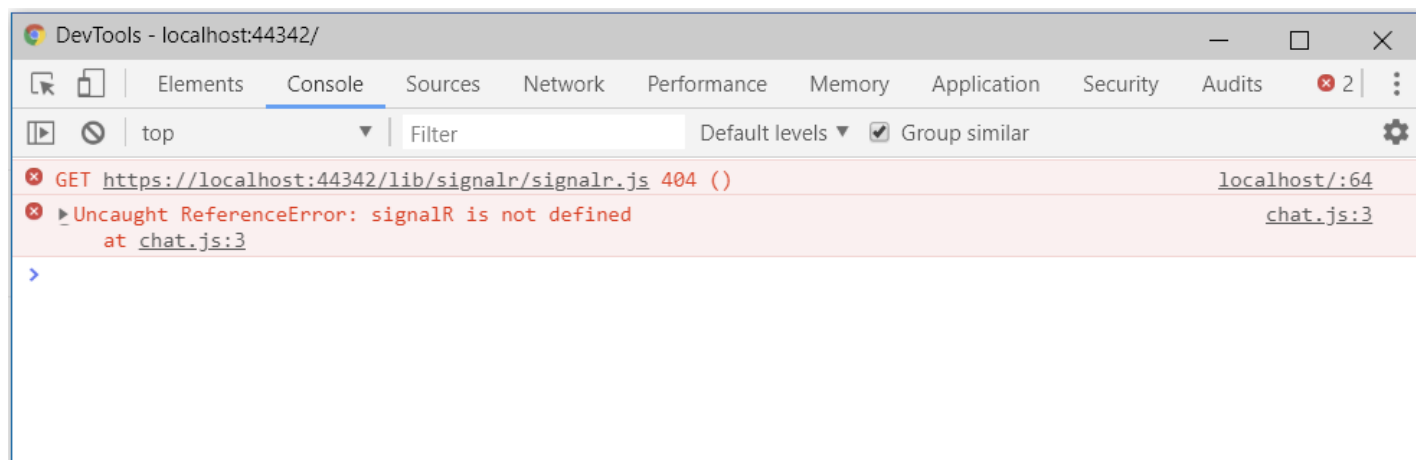 DevTools - localhost:44342/
Elements Console Sources Network Performance Memory Application Security Audits 2
top Filter Default levels Group similar
GET https://localhost:44342/lib/signalr/signalr.js 404 () localhost/:64
Uncaught ReferenceError: signalR is not defined chat.js:3
at chat.js:3